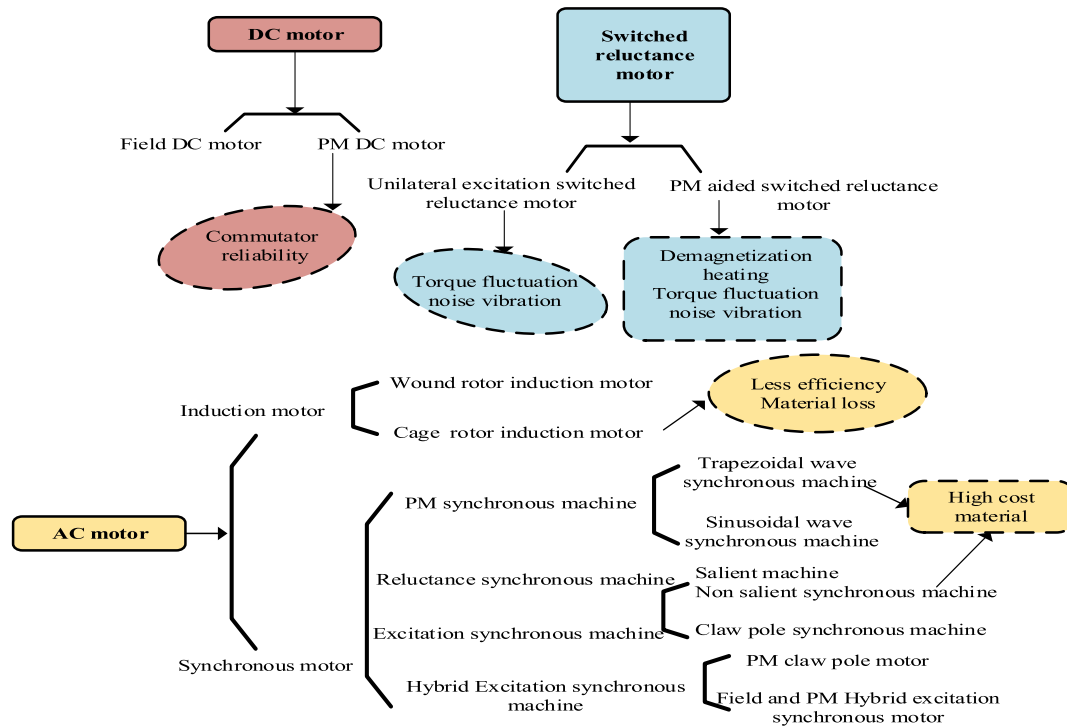 DC motor
Switched
reluctance
motor
Field DC motor
PM DC motor
Unilateral excitation switched
reluctance motor
PM aided switched reluctance
motor
Commutator
reliability
Torque fluctuation
noise vibration
Demagnetization
heating
Torque fluctuation
noise vibration
Wound rotor induction motor
Less efficiency
Material loss
Induction motor
Cage rotor induction motor
Trapezoidal wave
synchronous machine
PM synchronous machine
High cost
material
AC motor
Sinusoidal wave
synchronous machine
Reluctance synchronous machine
Salient machine
Non salient synchronous machine
Excitation synchronous machine
Claw pole synchronous machine
Synchronous motor
PM claw pole motor
Hybrid Excitation synchronous
machine
Field and PM Hybrid excitation
synchronous motor